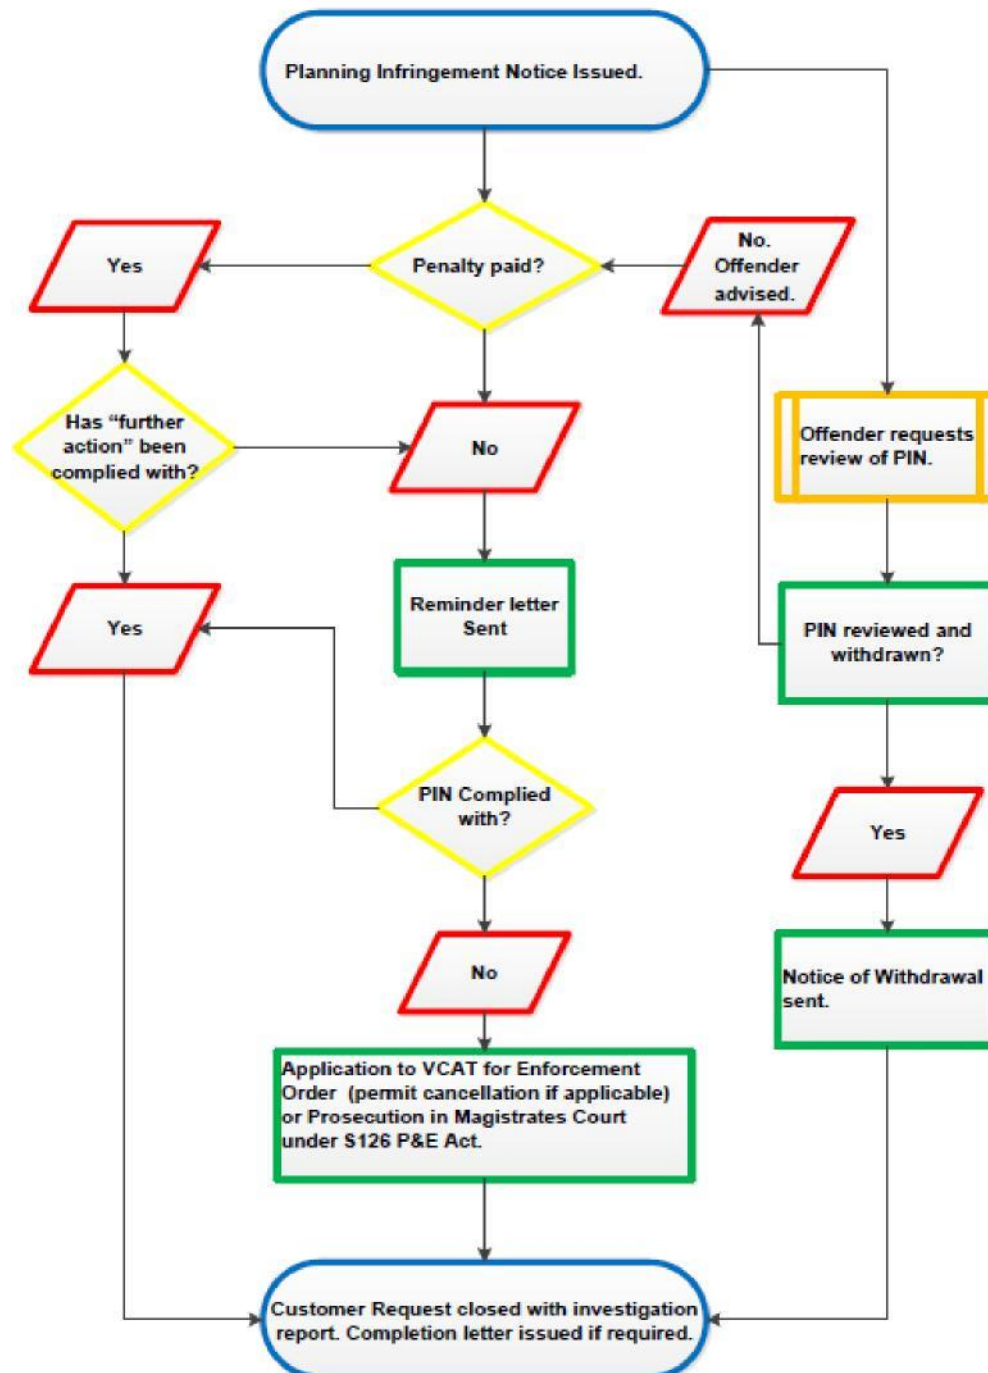 Planning Infringement Notice Issued.
Yes
Penalty paid?
No.
Offender
advised.
Has “further
action” been
complied with?
No
Offender requests
review of PIN.
Yes
Reminder letter
Sent
PIN reviewed and
withdrawn?
PIN Complied
with?
Yes
No
Notice of Withdrawal
sent.
Application to VCAT for Enforcement
Order (permit cancellation if applicable)
or Prosecution in Magistrates Court
under S126 P&E Act.
Customer Request closed with investigation
report. Completion letter issued if required.